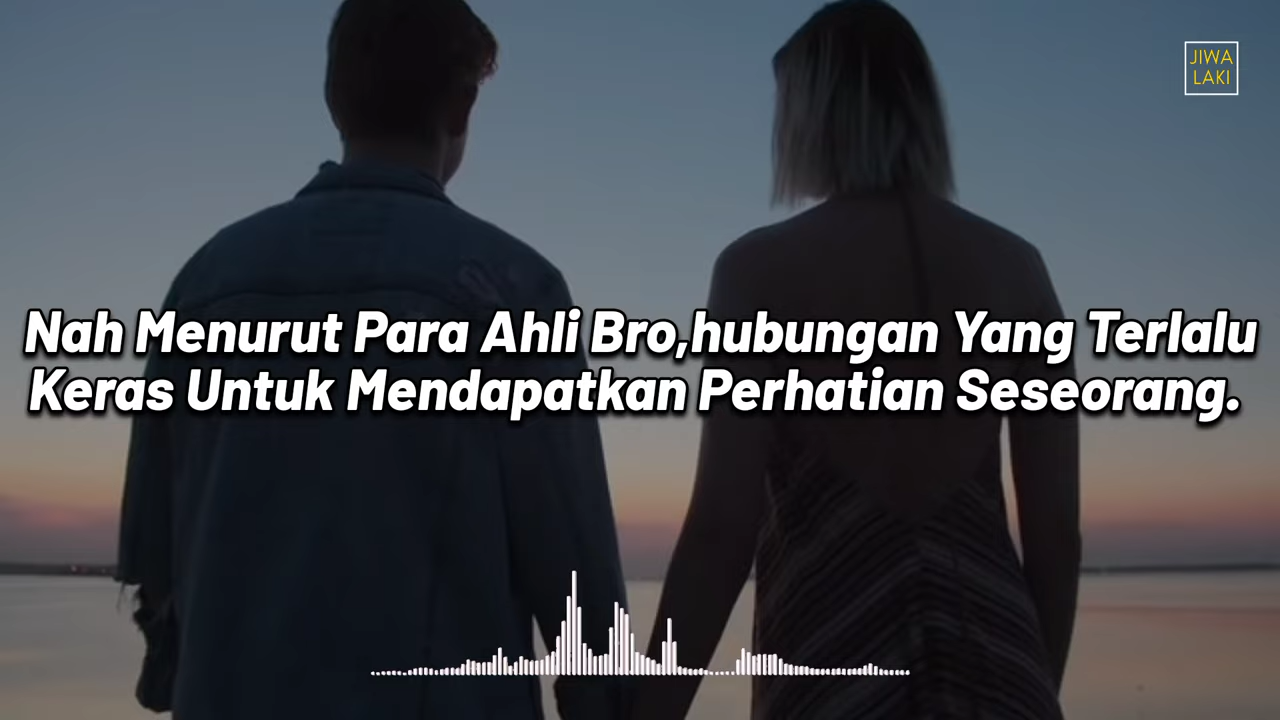 JIWA
LAKI
Nah Menurut Para Ahli Bro,hubungan Yang Terlalu
Keras Untuk Mendapatkan Perhatian Seseorang.